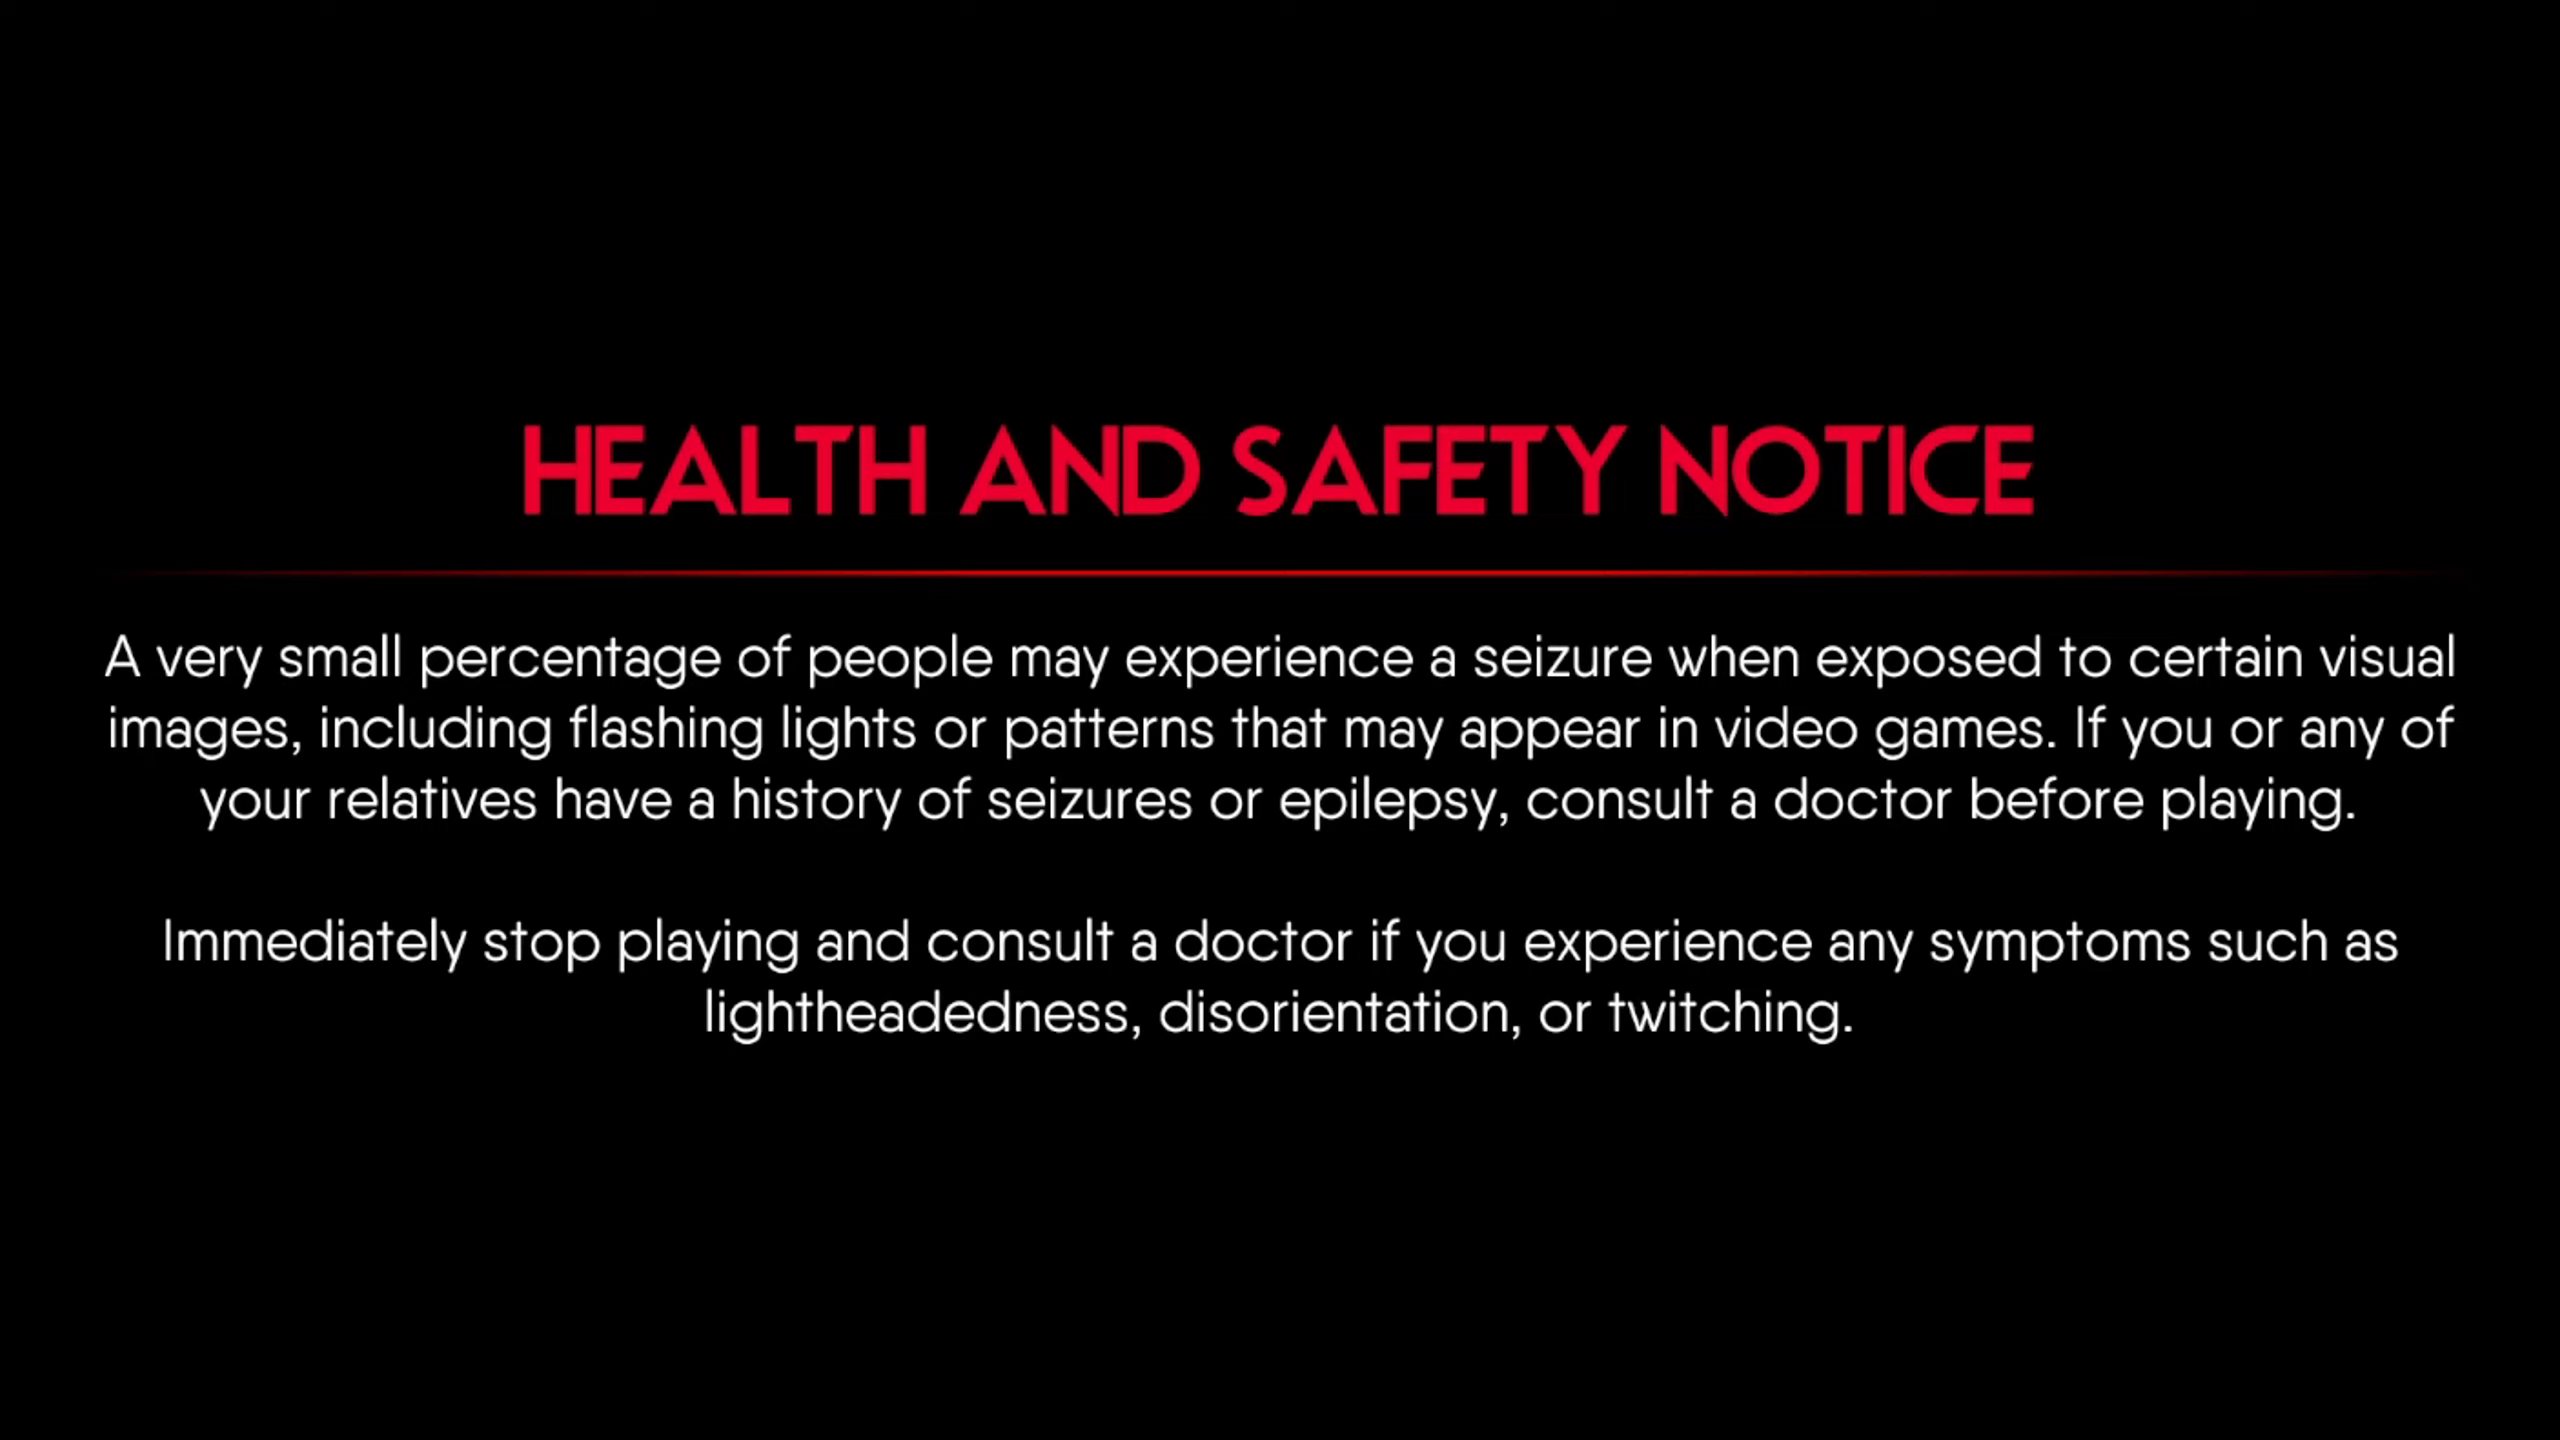 HEALTH AND SAFETY NOTICE
A very small percentage of people may experience a seizure when exposed to certain visual
images, including flashing lights or patterns that may appear in video games. If you or any of
your relatives have a history of seizures or epilepsy, consult a doctor before playing.
Immediately stop playing and consult a doctor if you experience any symptoms such as
lightheadedness, disorientation, or twitching.